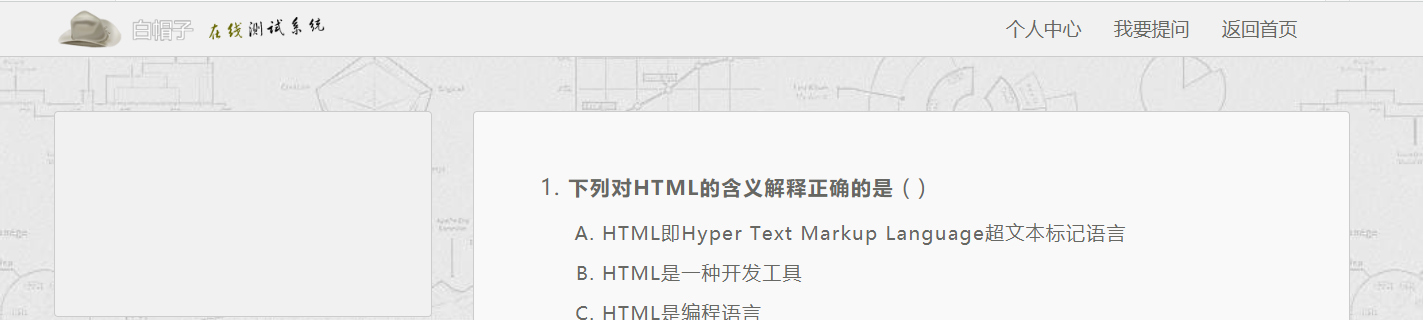 白帽子 在线测试系统
个人中心 我要提问 返回首页
1. 下列对HTML的含义解释正确的是 ( )
A. HTML即Hyper Text Markup Language超文本标记语言
B. HTML是一种开发工具
C. HTML是编程语言